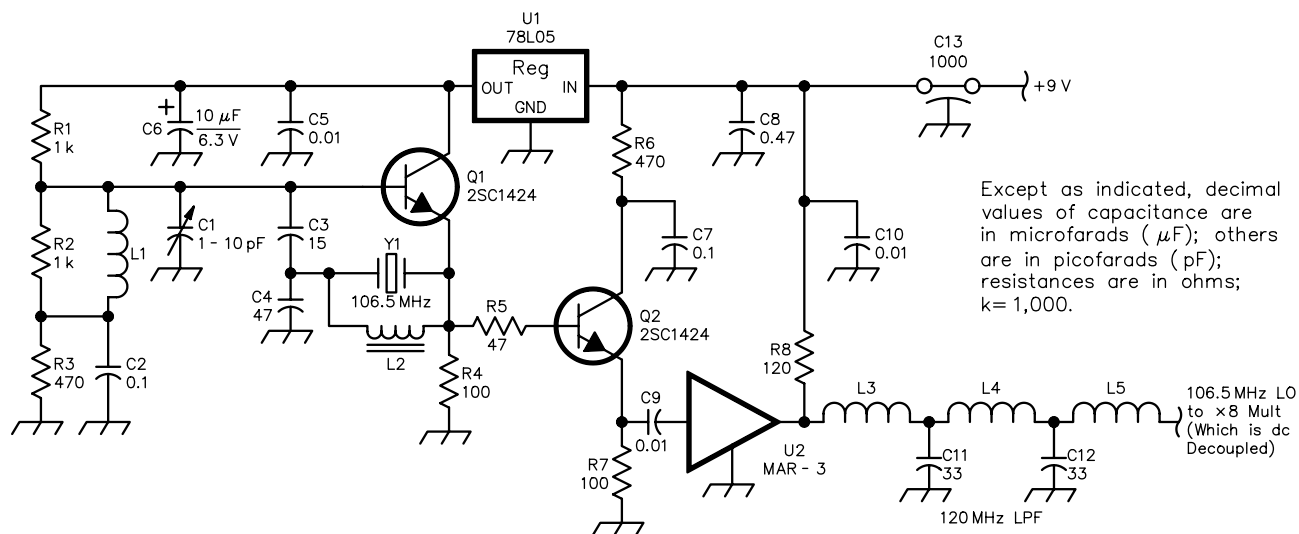 U1
78L05
Reg
OUT
IN
GND
C13
1000
+9 V
R1
1 k
+
C6
10 µF
6.3 V
C5
0.01
R6
470
C8
0.47
Q1
2SC1424
R2
1 k
L1
C1
1 - 10 pF
C3
15
Y1
106.5 MHz
C4
47
L2
C7
0.1
C10
0.01
Except as indicated, decimal
values of capacitance are
in microfarads ( µF); others
are in picofarads ( pF);
resistances are in ohms;
k= 1,000.
R3
470
C2
0.1
R5
47
Q2
2SC1424
R4
100
R8
120
C9
0.01
U2
MAR - 3
R7
100
L3
L4
L5
C11
33
C12
33
120 MHz LPF
106.5 MHz LO
to ×8 Mult
(Which is dc
Decoupled)